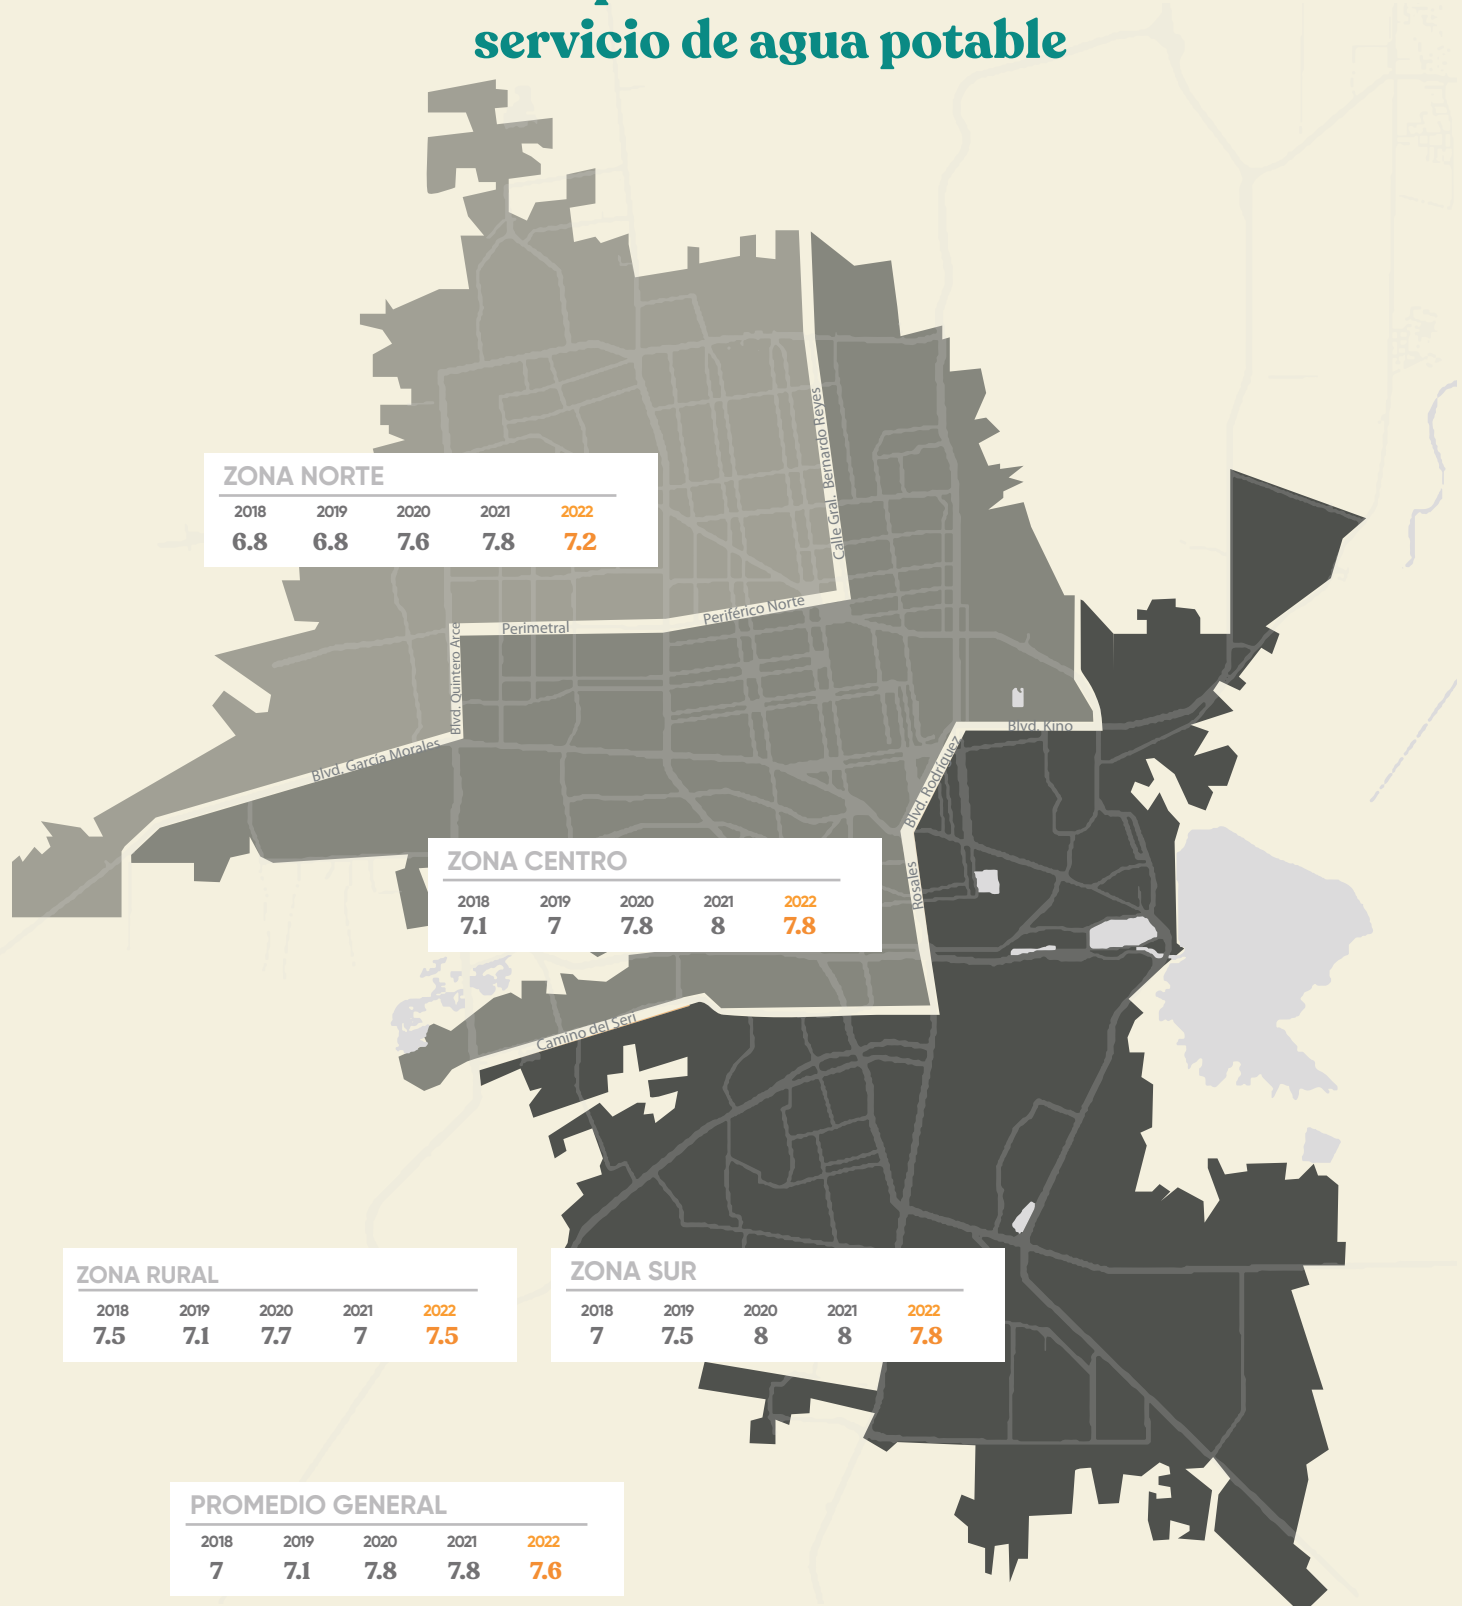 servicio de agua potable
Calle Gral. Bernardo Reyes
ZONA NORTE
2018 2019 2020 2021 2022
6.8 6.8 7.6 7.8 7.2
Periférico Norte
Perimetral
Blvd. Quintero Arce
Blvd. García Morales
Blvd. Kino
Blvd. Rodríguez
Rosales
ZONA CENTRO
2018 2019 2020 2021 2022
7.1 7 7.8 8 7.8
Camino del Seri
ZONA RURAL
2018 2019 2020 2021 2022
7.5 7.1 7.7 7 7.5
ZONA SUR
2018 2019 2020 2021 2022
7 7.5 8 8 7.8
PROMEDIO GENERAL
2018 2019 2020 2021 2022
7 7.1 7.8 7.8 7.6